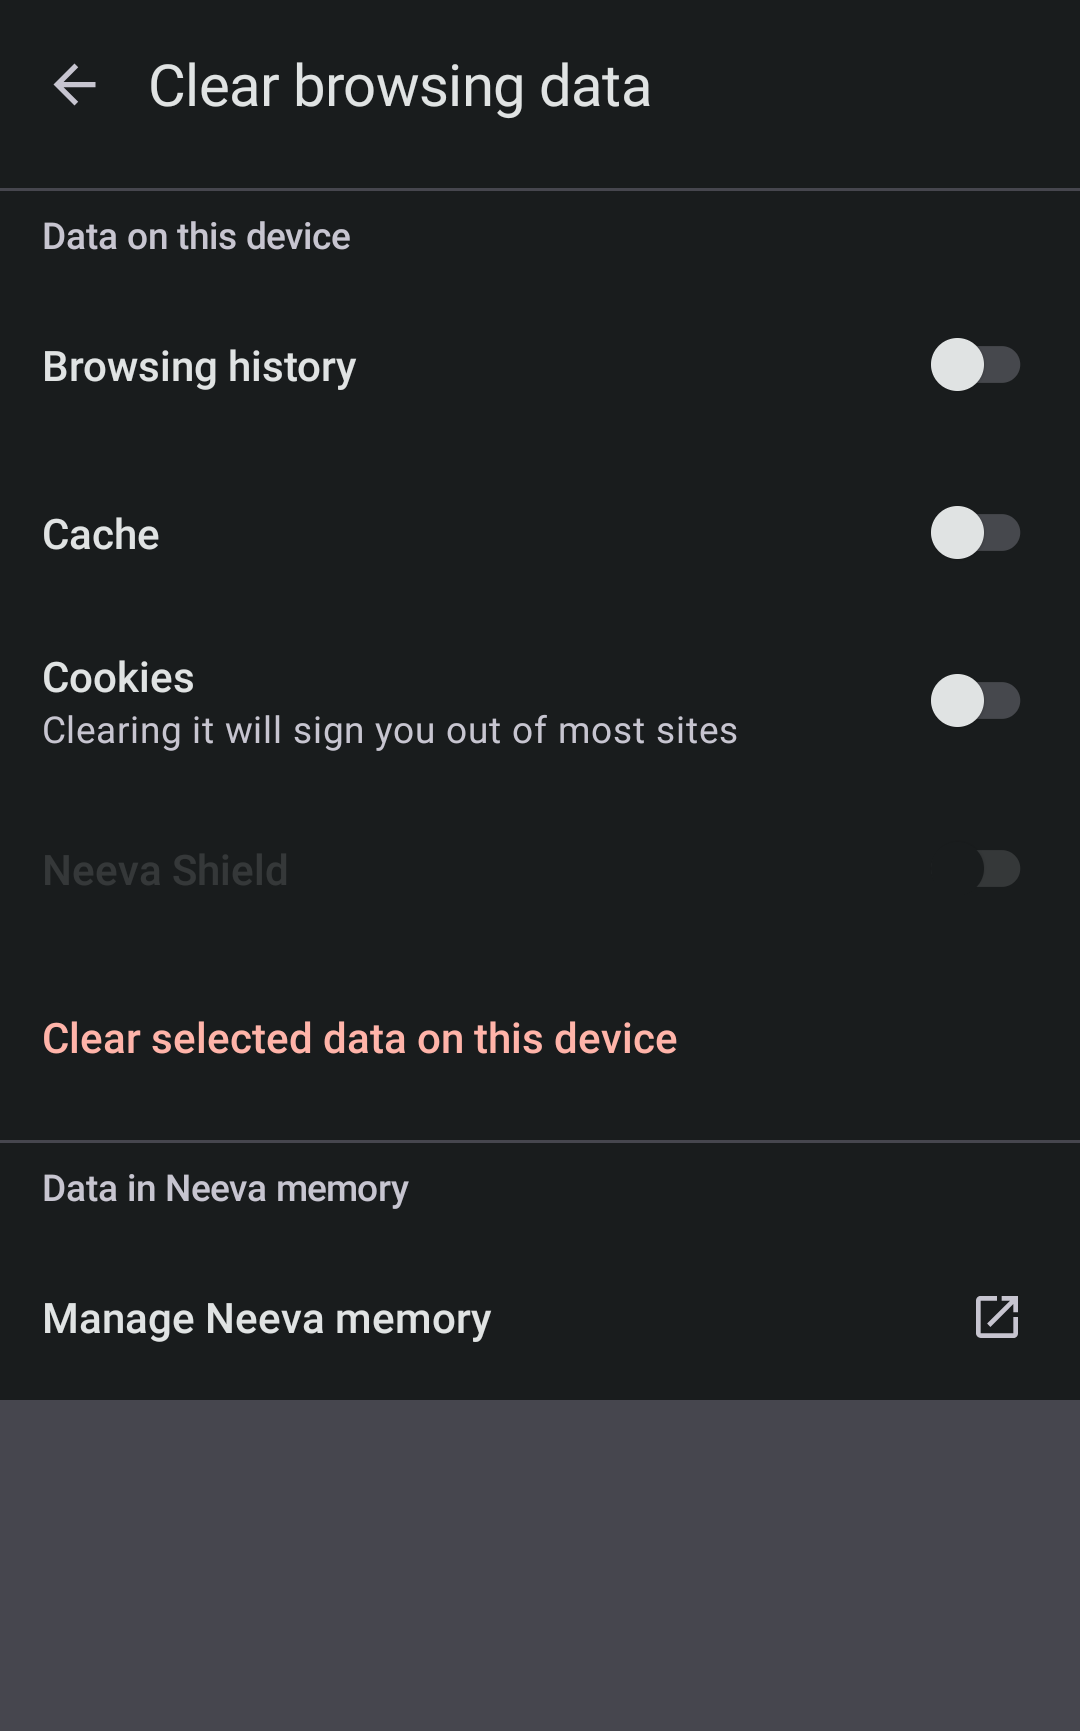 Clear browsing data
Data on this device
Browsing history
Cache
Cookies
Clearing it will sign you out of most sites
Neeva Shield
Clear selected data on this device
Data in Neeva memory
Manage Neeva memory